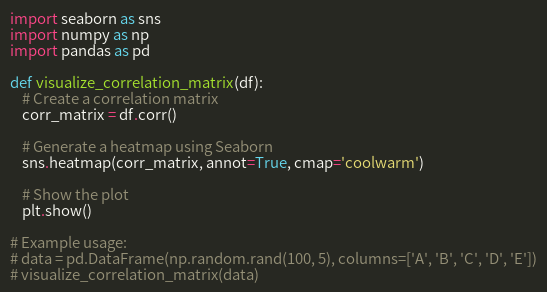 import seaborn as sns
import numpy as np
import pandas as pd
def visualize_correlation_matrix(df):
# Create a correlation matrix
corr_matrix = df.corr()
# Generate a heatmap using Seaborn
sns.heatmap(corr_matrix, annot=True, cmap='coolwarm')
# Show the plot
plt.show()
# Example usage:
# data = pd.DataFrame(np.random.rand(100, 5), columns=['A', 'B', 'C', 'D', 'E'])
# visualize_correlation_matrix(data)